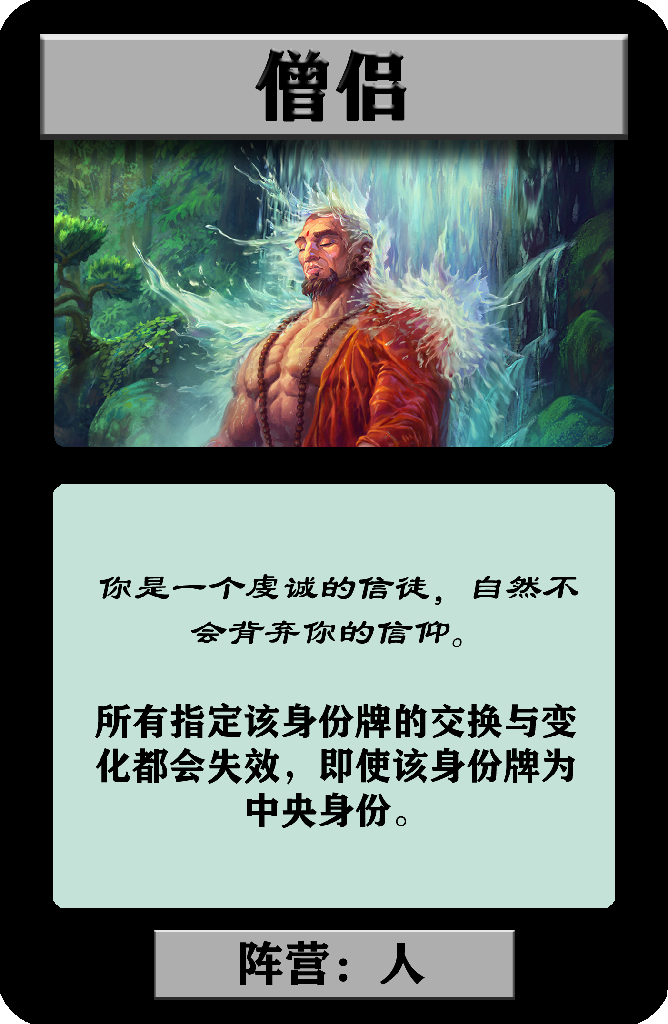 僧侣
你是一个虔诚的信徒，自然不
会背弃你的信仰。
所有指定该身份牌的交换与变
化都会失效，即使该身份牌为
中央身份。
阵营：人